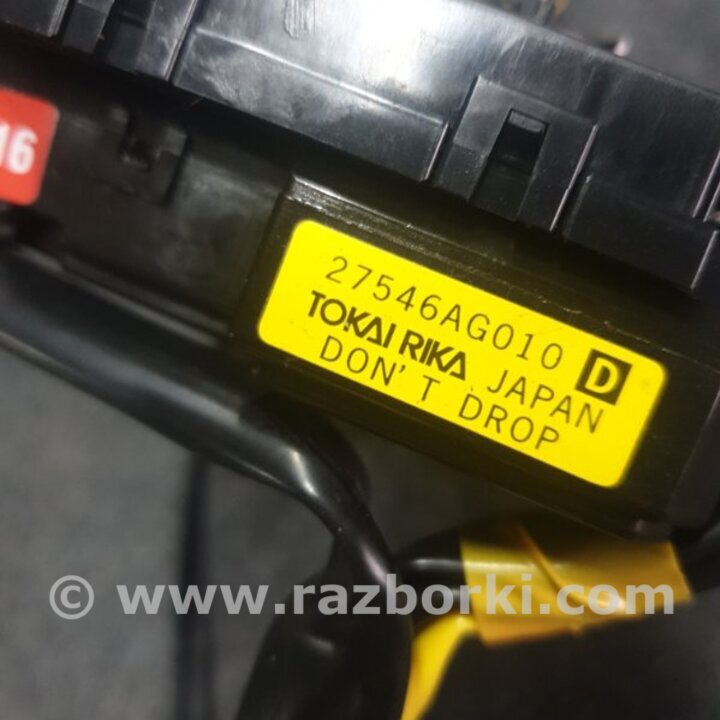 16
27546AG010 D
TOKAI RIKA JAPAN
DON'T DROP
© www.razborki.com